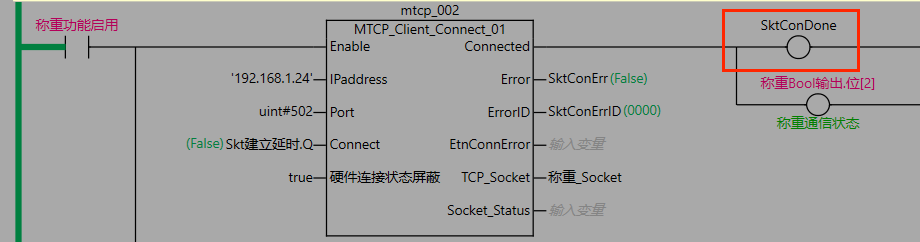 mtcp_002
称重功能启用
MTCP_Client_Connect_01
SktConDone
Enable
Connected
'192.168.1.24'
IPaddress
Error
SktConErr (False)
称重Bool输出.位[2]
uint#502
Port
ErrorID
SktConErrID (0000)
称重通信状态
(False) Skt建立延时.Q
Connect
EtnConnError
输入变量
true
硬件连接状态屏蔽
TCP_Socket
称重_Socket
Socket_Status
输入变量